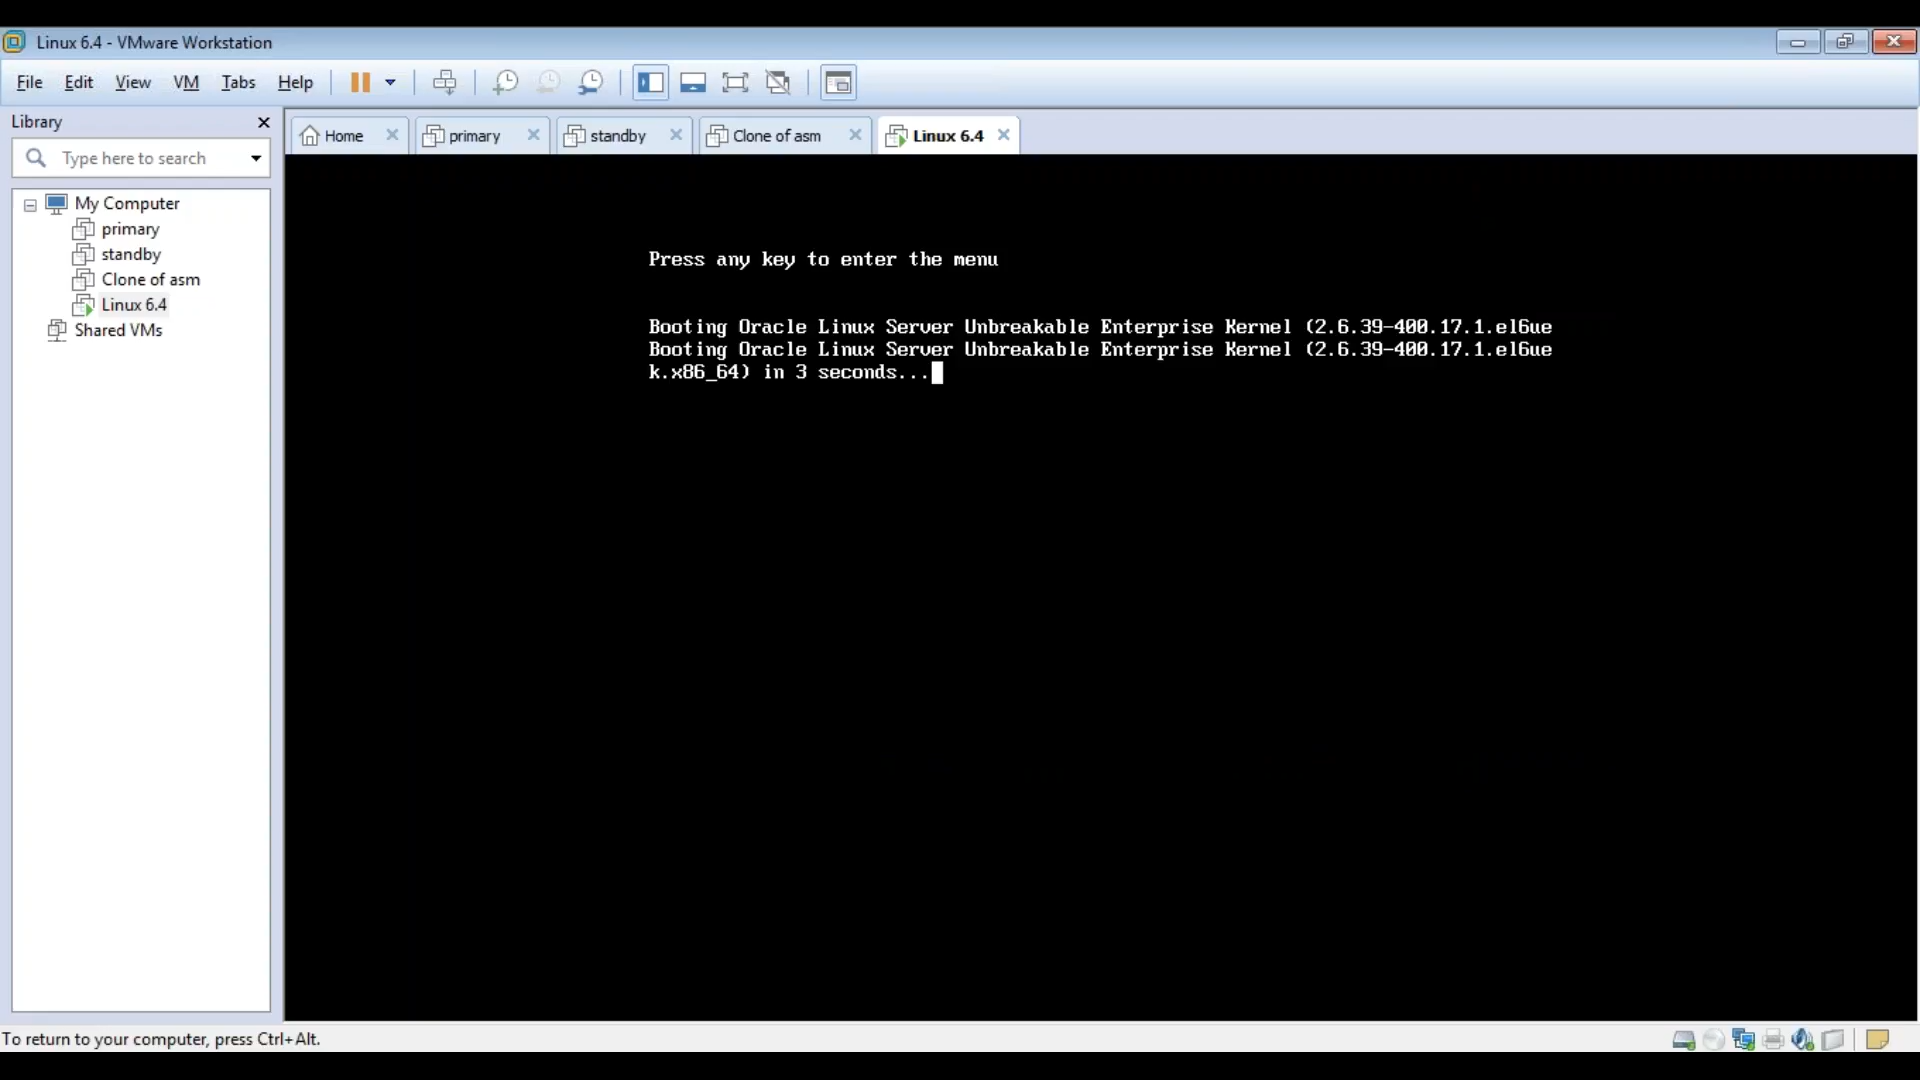 Linux 6.4 - VMware Workstation
File Edit View VM Tabs Help
Library
Type here to search
My Computer
primary
standby
Clone of asm
Linux 6.4
Shared VMs
Home primary standby Clone of asm Linux 6.4
Press any key to enter the menu
Booting Oracle Linux Server Unbreakable Enterprise Kernel (2.6.39-400.17.1.el6ue
Booting Oracle Linux Server Unbreakable Enterprise Kernel (2.6.39-400.17.1.el6ue
k.x86_64) in 3 seconds...
To return to your computer, press Ctrl+Alt.